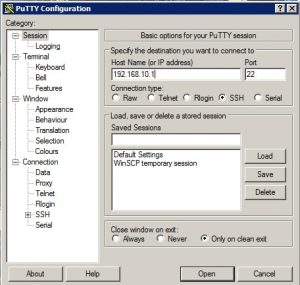 PuTTY Configuration
Category:
Session
Logging
Terminal
Keyboard
Bell
Features
Window
Appearance
Behaviour
Translation
Selection
Colours
Connection
Data
Proxy
Telnet
Rlogin
SSH
Serial
Basic options for your PuTTY session
Specify the destination you want to connect to
Host Name (or IP address) Port
192.168.10.1 22
Connection type:
Raw Telnet Rlogin SSH Serial
Load, save or delete a stored session
Saved Sessions
Default Settings
WinSCP temporary session
Load
Save
Delete
Close window on exit:
Always Never Only on clean exit
About Help Open Cancel